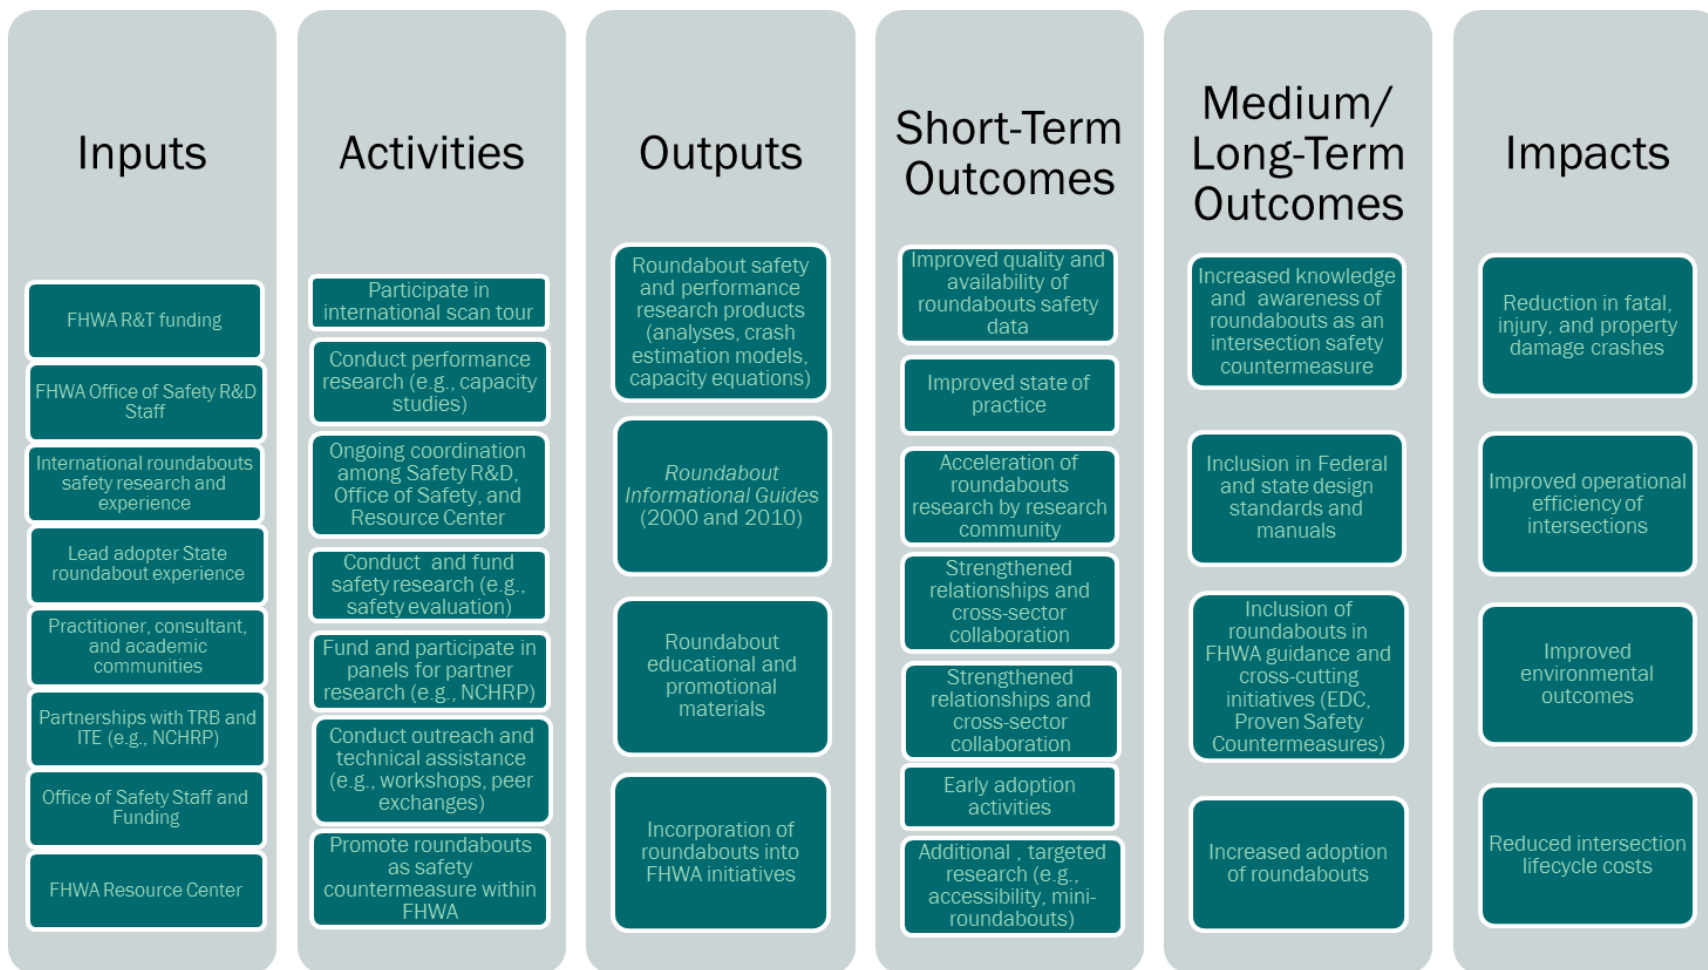 Inputs
FHWA R&T funding
FHWA Office of Safety R&D
Staff
International roundabouts
safety research and
experience
Lead adopter State
roundabout experience
Practitioner, consultant,
and academic
communities
Partnerships with TRB and
ITE (e.g., NCHRP)
Office of Safety Staff and
Funding
FHWA Resource Center
Activities
Participate in
international scan tour
Conduct performance
research (e.g., capacity
studies)
Ongoing coordination
among Safety R&D,
Office of Safety, and
Resource Center
Conduct and fund
safety research (e.g.,
safety evaluation)
Fund and participate in
panels for partner
research (e.g., NCHRP)
Conduct outreach and
technical assistance
(e.g., workshops, peer
exchanges)
Promote roundabouts
as safety
countermeasure within
FHWA
Outputs
Roundabout safety
and performance
research products
(analyses, crash
estimation models,
capacity equations)
Roundabout
Informational Guides
(2000 and 2010)
Roundabout
educational and
promotional
materials
Incorporation of
roundabouts into
FHWA initiatives
Short-Term
Outcomes
Improved quality and
availability of
roundabouts safety
data
Improved state of
practice
Acceleration of
roundabouts
research by research
community
Strengthened
relationships and
cross-sector
collaboration
Strengthened
relationships and
cross-sector
collaboration
Early adoption
activities
Additional , targeted
research (e.g.,
accessibility, mini-
roundabouts)
Medium/
Long-Term
Outcomes
Increased knowledge
and awareness of
roundabouts as an
intersection safety
countermeasure
Inclusion in Federal
and state design
standards and
manuals
Inclusion of
roundabouts in
FHWA guidance and
cross-cutting
initiatives (EDC,
Proven Safety
Countermeasures)
Increased adoption
of roundabouts
Impacts
Reduction in fatal,
injury, and property
damage crashes
Improved operational
efficiency of
intersections
Improved
environmental
outcomes
Reduced intersection
lifecycle costs